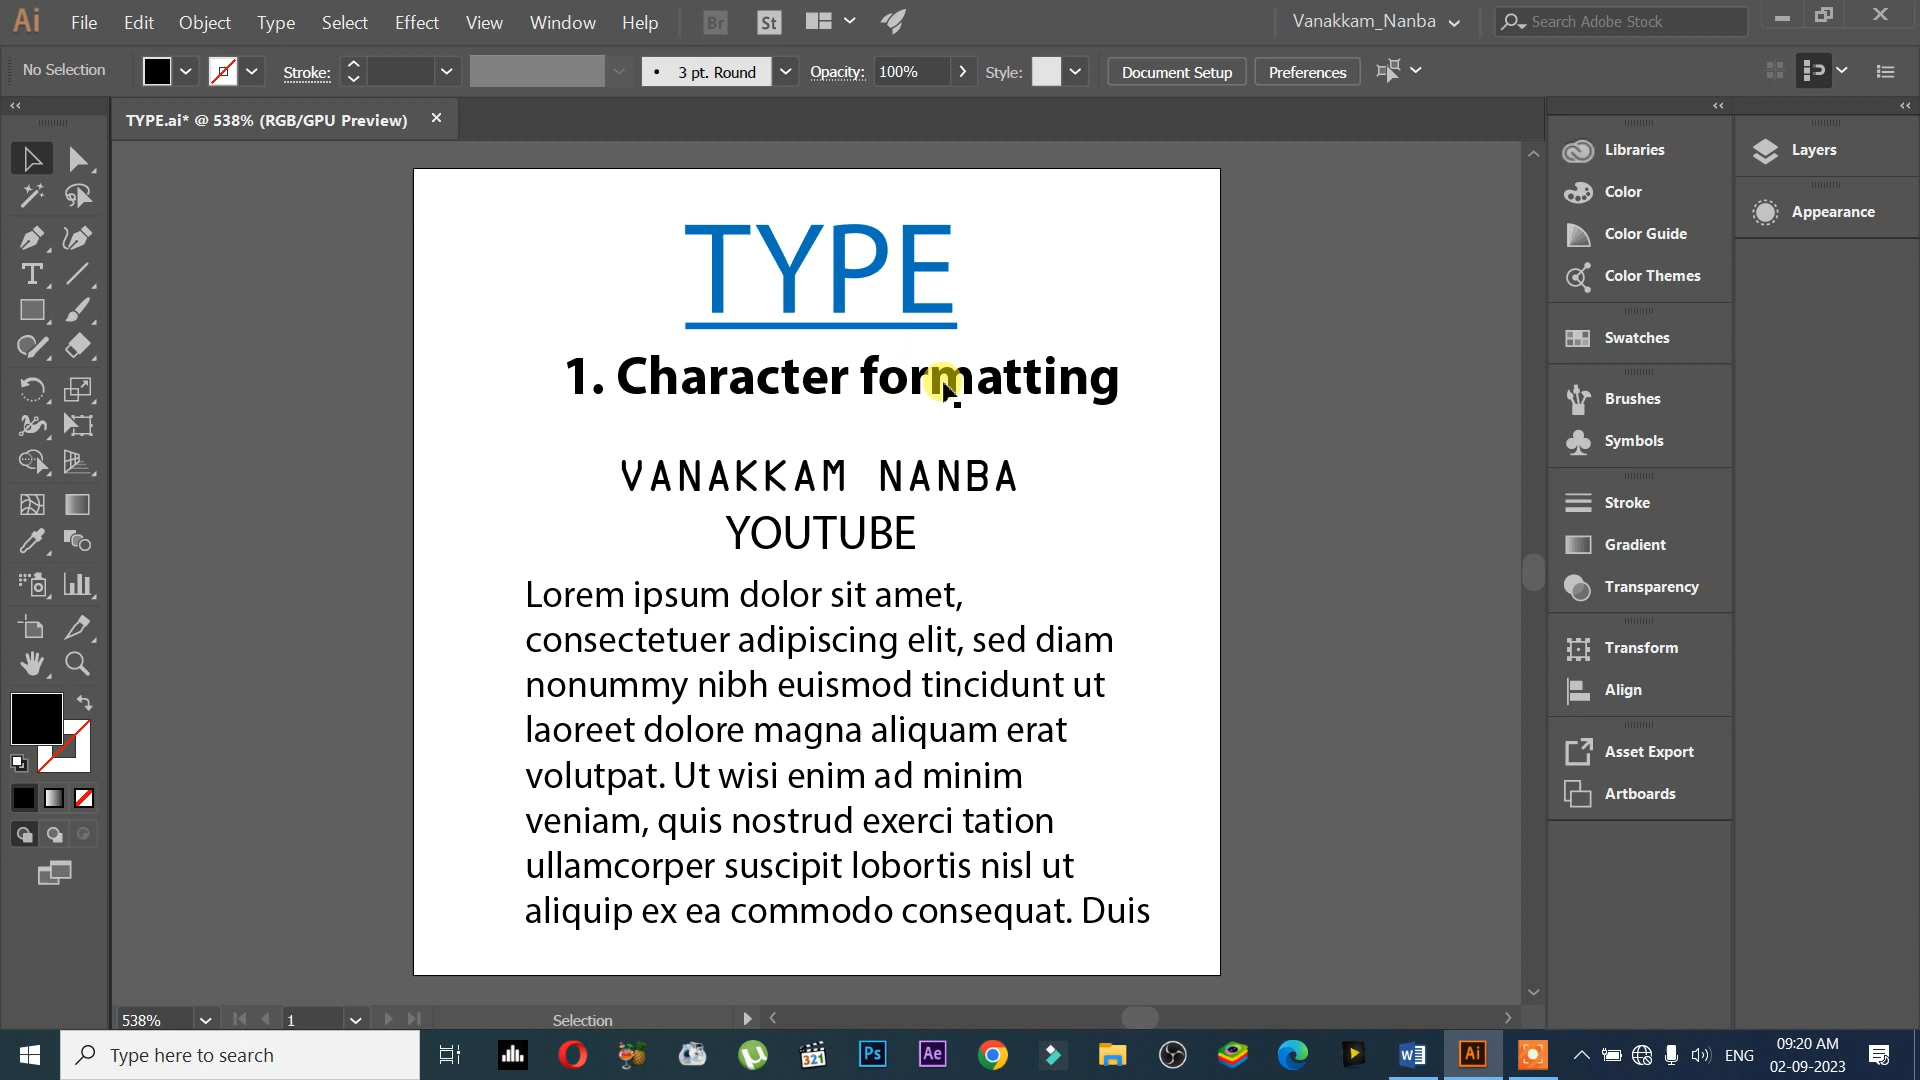 Ai File Edit Object Type Select Effect View Window Help Br St Vanakkam_Nanba Search Adobe Stock
No Selection Stroke: 3 pt. Round Opacity: 100% Style: Document Setup Preferences
TYPE.ai* @ 538% (RGB/GPU Preview)
TYPE
1. Character formatting
VANAKKAM NANBA
YOUTUBE
Lorem ipsum dolor sit amet,
consectetuer adipiscing elit, sed diam
nonummy nibh euismod tincidunt ut
laoreet dolore magna aliquam erat
volutpat. Ut wisi enim ad minim
veniam, quis nostrud exerci tation
ullamcorper suscipit lobortis nisl ut
aliquip ex ea commodo consequat. Duis
Libraries
Color
Color Guide
Color Themes
Swatches
Brushes
Symbols
Stroke
Gradient
Transparency
Transform
Align
Asset Export
Artboards
Layers
Appearance
538% 1 Selection
Type here to search
321
Ps
Ae
W
Ai
ENG
09:20 AM
02-09-2023